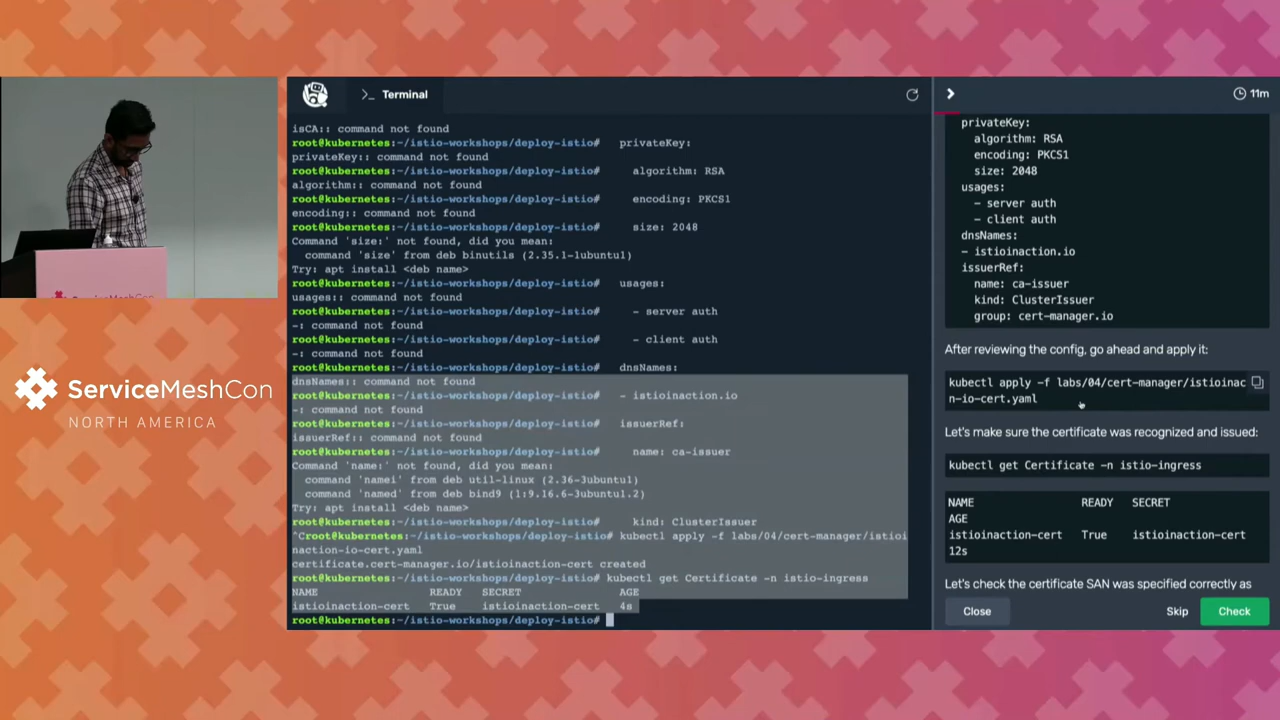 >_ Terminal
isCA:: command not found
root@kubernetes:~/istio-workshops/deploy-istio#   privateKey:
privateKey:: command not found
root@kubernetes:~/istio-workshops/deploy-istio#     algorithm: RSA
algorithm:: command not found
root@kubernetes:~/istio-workshops/deploy-istio#     encoding: PKCS1
encoding:: command not found
root@kubernetes:~/istio-workshops/deploy-istio#     size: 2048
Command 'size:' not found, did you mean:
  command 'size' from deb binutils (2.35.1-1ubuntu1)
Try: apt install <deb name>
root@kubernetes:~/istio-workshops/deploy-istio#   usages:
usages:: command not found
root@kubernetes:~/istio-workshops/deploy-istio#     - server auth
-: command not found
root@kubernetes:~/istio-workshops/deploy-istio#     - client auth
-: command not found
root@kubernetes:~/istio-workshops/deploy-istio#   dnsNames:
dnsNames:: command not found
root@kubernetes:~/istio-workshops/deploy-istio#   - istioinaction.io
-: command not found
root@kubernetes:~/istio-workshops/deploy-istio#   issuerRef:
issuerRef:: command not found
root@kubernetes:~/istio-workshops/deploy-istio#     name: ca-issuer
Command 'name:' not found, did you mean:
  command 'namei' from deb util-linux (2.36-3ubuntu1)
  command 'named' from deb bind9 (1:9.16.6-3ubuntu1.2)
Try: apt install <deb name>
root@kubernetes:~/istio-workshops/deploy-istio#     kind: ClusterIssuer
^Croot@kubernetes:~/istio-workshops/deploy-istio# kubectl apply -f labs/04/cert-manager/istioi
naction-io-cert.yaml
certificate.cert-manager.io/istioinaction-cert created
root@kubernetes:~/istio-workshops/deploy-istio# kubectl get Certificate -n istio-ingress
NAME                 READY   SECRET               AGE
istioinaction-cert   True    istioinaction-cert   4s
root@kubernetes:~/istio-workshops/deploy-istio#
11m
privateKey:
algorithm: RSA
encoding: PKCS1
size: 2048
usages:
- server auth
- client auth
dnsNames:
- istioinaction.io
issuerRef:
name: ca-issuer
kind: ClusterIssuer
group: cert-manager.io
After reviewing the config, go ahead and apply it:
kubectl apply -f labs/04/cert-manager/istioinac
n-io-cert.yaml
Let's make sure the certificate was recognized and issued:
kubectl get Certificate -n istio-ingress
NAME READY SECRET
AGE
istioinaction-cert True istioinaction-cert
12s
Let's check the certificate SAN was specified correctly as
Close Skip Check
ServiceMeshCon
ServiceMeshCon
NORTH AMERICA